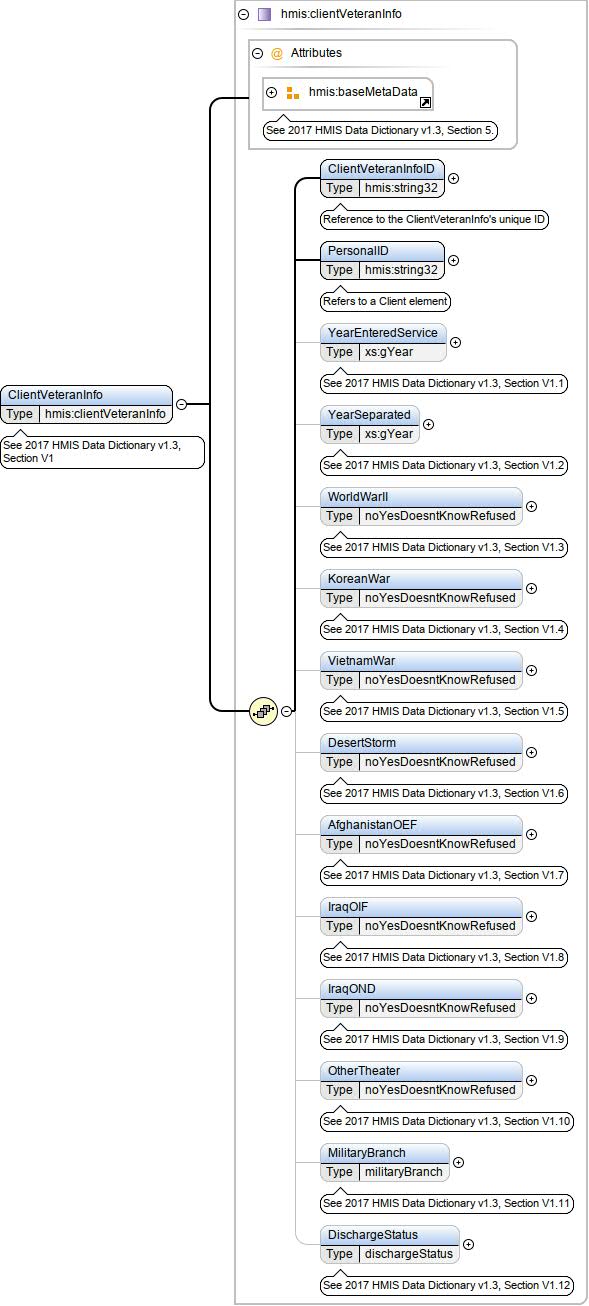 hmis:clientVeteranInfo
@ Attributes
hmis:baseMetaData
See 2017 HMIS Data Dictionary v1.3, Section 5.
ClientVeteranInfoID
Type hmis:string32
Reference to the ClientVeteranInfo's unique ID
PersonalID
Type hmis:string32
Refers to a Client element
YearEnteredService
Type xs:gYear
See 2017 HMIS Data Dictionary v1.3, Section V1.1
ClientVeteranInfo
Type hmis:clientVeteranInfo
See 2017 HMIS Data Dictionary v1.3,
Section V1
YearSeparated
Type xs:gYear
See 2017 HMIS Data Dictionary v1.3, Section V1.2
WorldWarII
Type noYesDoesntKnowRefused
See 2017 HMIS Data Dictionary v1.3, Section V1.3
KoreanWar
Type noYesDoesntKnowRefused
See 2017 HMIS Data Dictionary v1.3, Section V1.4
VietnamWar
Type noYesDoesntKnowRefused
See 2017 HMIS Data Dictionary v1.3, Section V1.5
DesertStorm
Type noYesDoesntKnowRefused
See 2017 HMIS Data Dictionary v1.3, Section V1.6
AfghanistanOEF
Type noYesDoesntKnowRefused
See 2017 HMIS Data Dictionary v1.3, Section V1.7
IraqOIF
Type noYesDoesntKnowRefused
See 2017 HMIS Data Dictionary v1.3, Section V1.8
IraqOND
Type noYesDoesntKnowRefused
See 2017 HMIS Data Dictionary v1.3, Section V1.9
OtherTheater
Type noYesDoesntKnowRefused
See 2017 HMIS Data Dictionary v1.3, Section V1.10
MilitaryBranch
Type militaryBranch
See 2017 HMIS Data Dictionary v1.3, Section V1.11
DischargeStatus
Type dischargeStatus
See 2017 HMIS Data Dictionary v1.3, Section V1.12